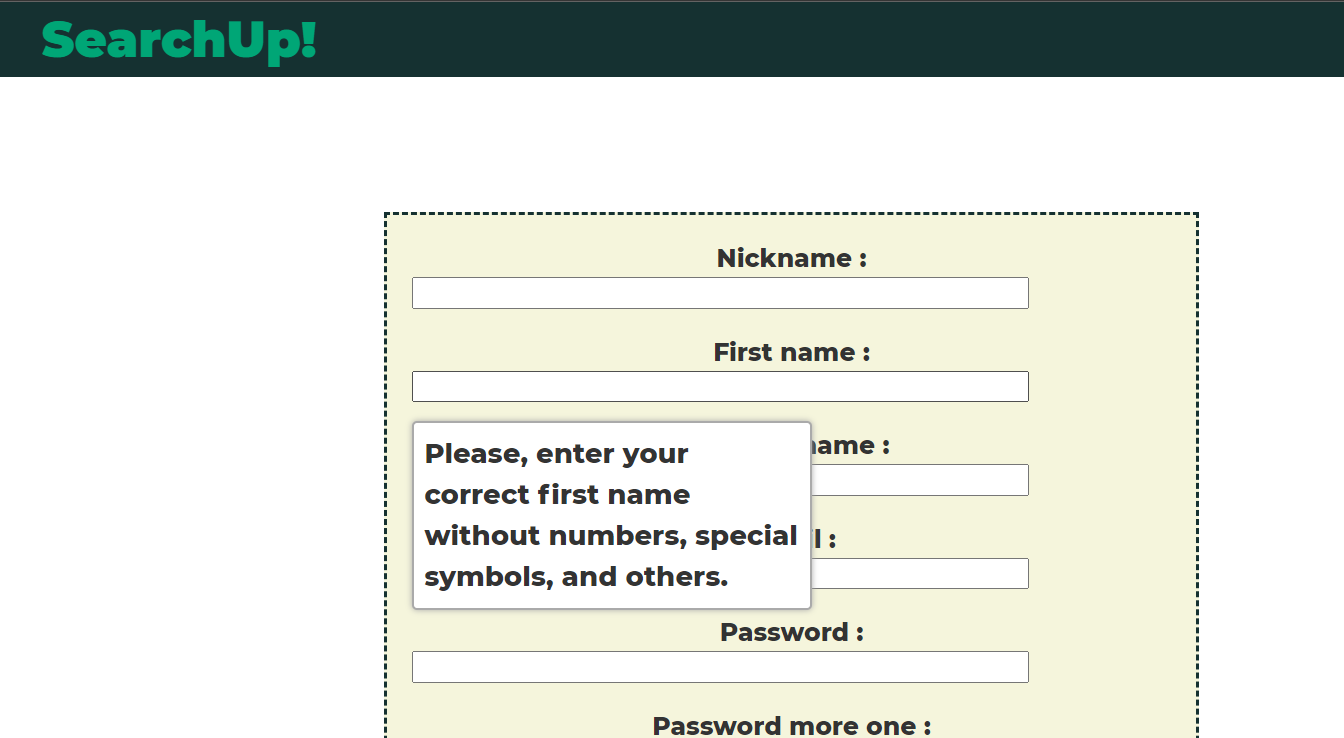 SearchUp!
Nickname :
First name :
Please, enter your
correct first name
without numbers, special
symbols, and others.
name :
l :
Password :
Password more one :